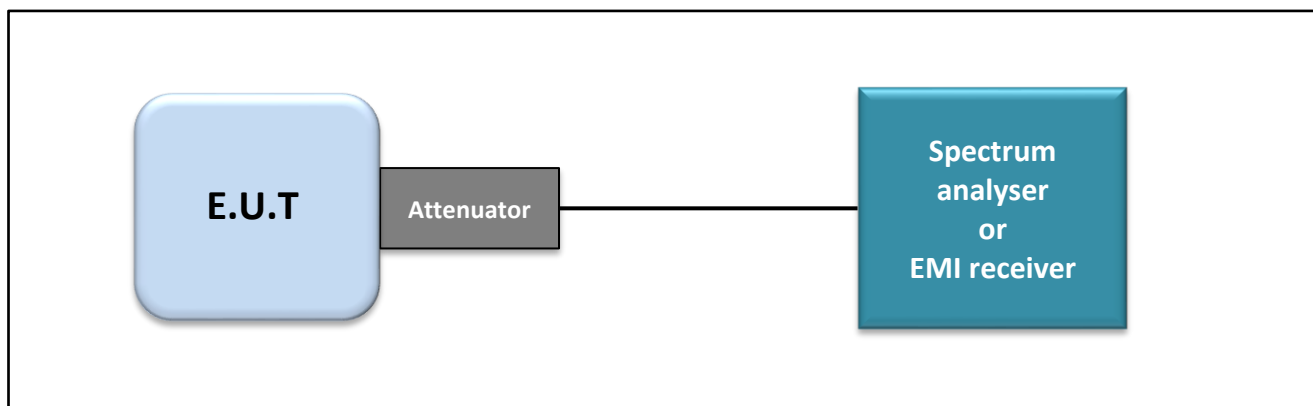 E.U.T
Attenuator
Spectrum
analyser
or
EMI receiver